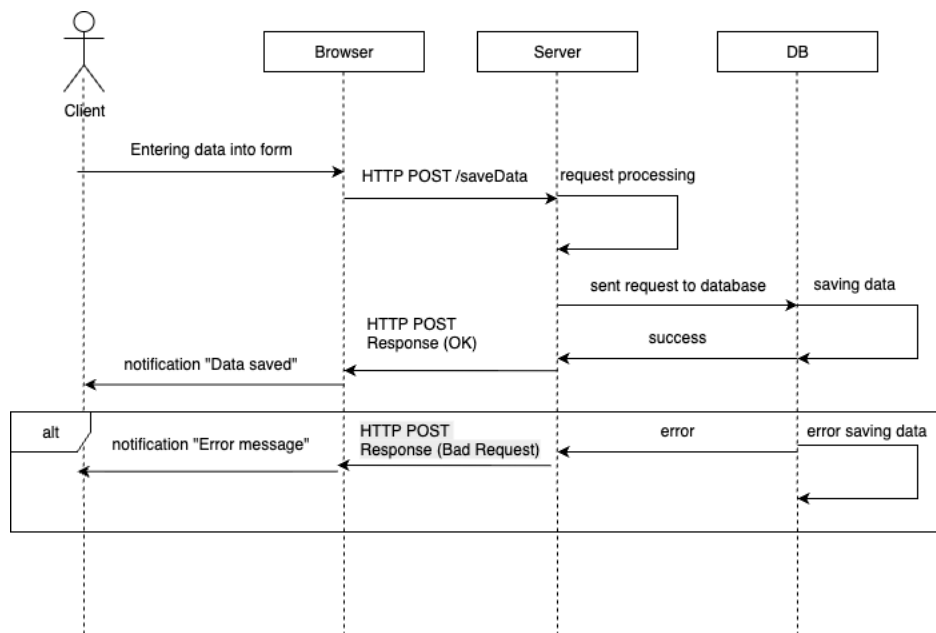 Client
Browser
Server
DB
Entering data into form
HTTP POST /saveData
request processing
sent request to database
saving data
HTTP POST
Response (OK)
success
notification "Data saved"
alt
notification "Error message"
HTTP POST
Response (Bad Request)
error
error saving data